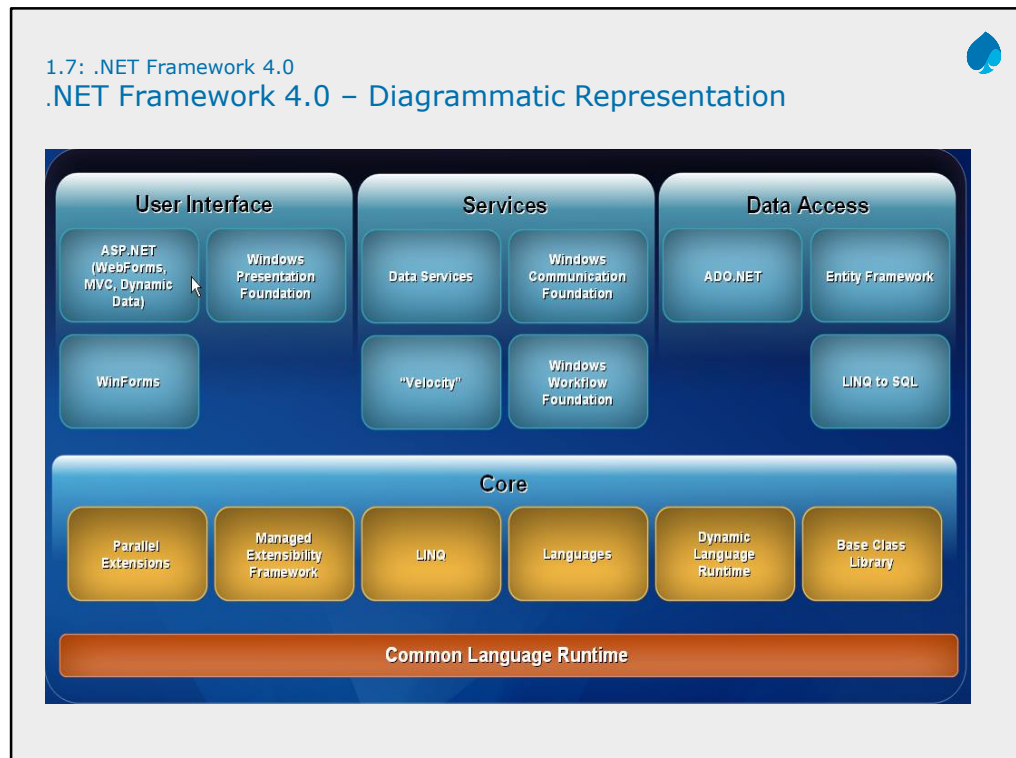 1.7: .NET Framework 4.0
.NET Framework 4.0 – Diagrammatic Representation
User Interface
ASP.NET
(WebForms,
MVC, Dynamic
Data)
Windows
Presentation
Foundation
WinForms
Services
Data Services
Windows
Communication
Foundation
"Velocity"
Windows
Workflow
Foundation
Data Access
ADO.NET
Entity Framework
LINQ to SQL
Core
Parallel
Extensions
Managed
Extensibility
Framework
LINQ
Languages
Dynamic
Language
Runtime
Base Class
Library
Common Language Runtime